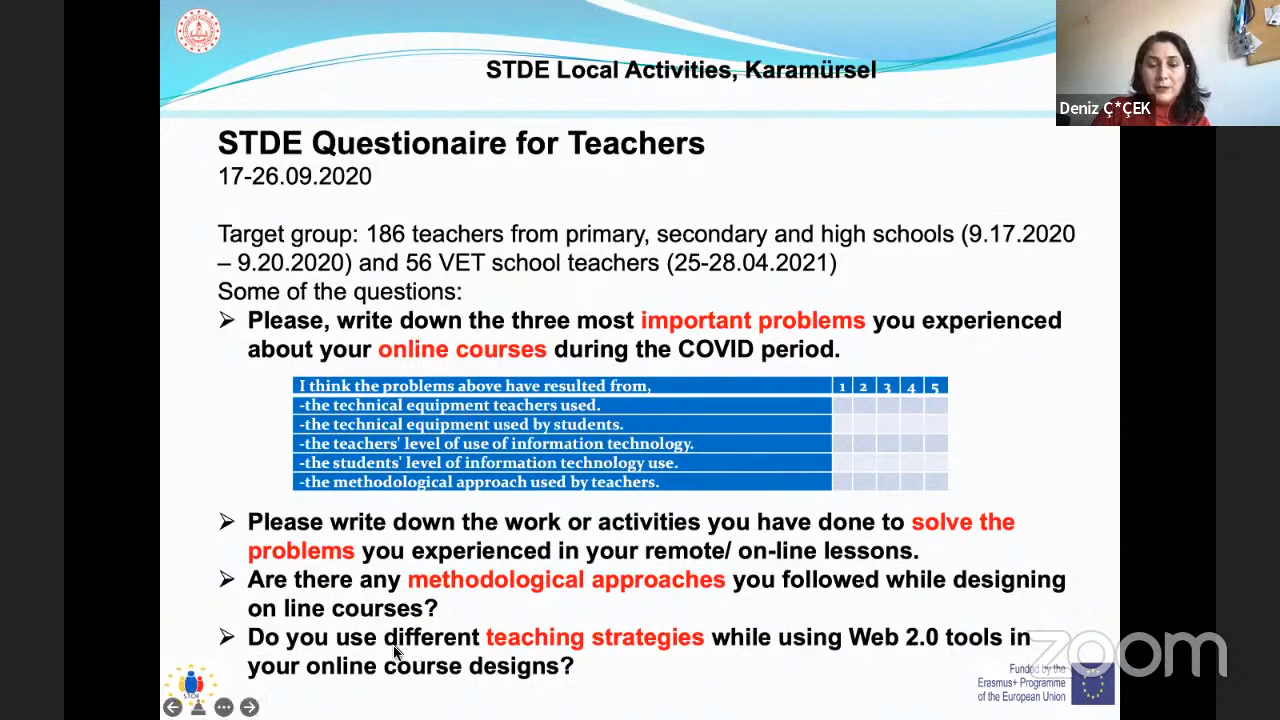 STDE Local Activities, Karamürsel
Deniz Ç*ÇEK
STDE Questionaire for Teachers
17-26.09.2020
Target group: 186 teachers from primary, secondary and high schools (9.17.2020
– 9.20.2020) and 56 VET school teachers (25-28.04.2021)
Some of the questions:
➢ Please, write down the three most important problems you experienced
about your online courses during the COVID period.
I think the problems above have resulted from, 1 2 3 4 5
-the technical equipment teachers used.
-the technical equipment used by students.
-the teachers' level of use of information technology.
-the students' level of information technology use.
-the methodological approach used by teachers.
➢ Please write down the work or activities you have done to solve the
problems you experienced in your remote/ on-line lessons.
➢ Are there any methodological approaches you followed while designing
on line courses?
➢ Do you use different teaching strategies while using Web 2.0 tools in
your online course designs?
zoom
STDE
Funded by the
Erasmus+ Programme
of the European Union